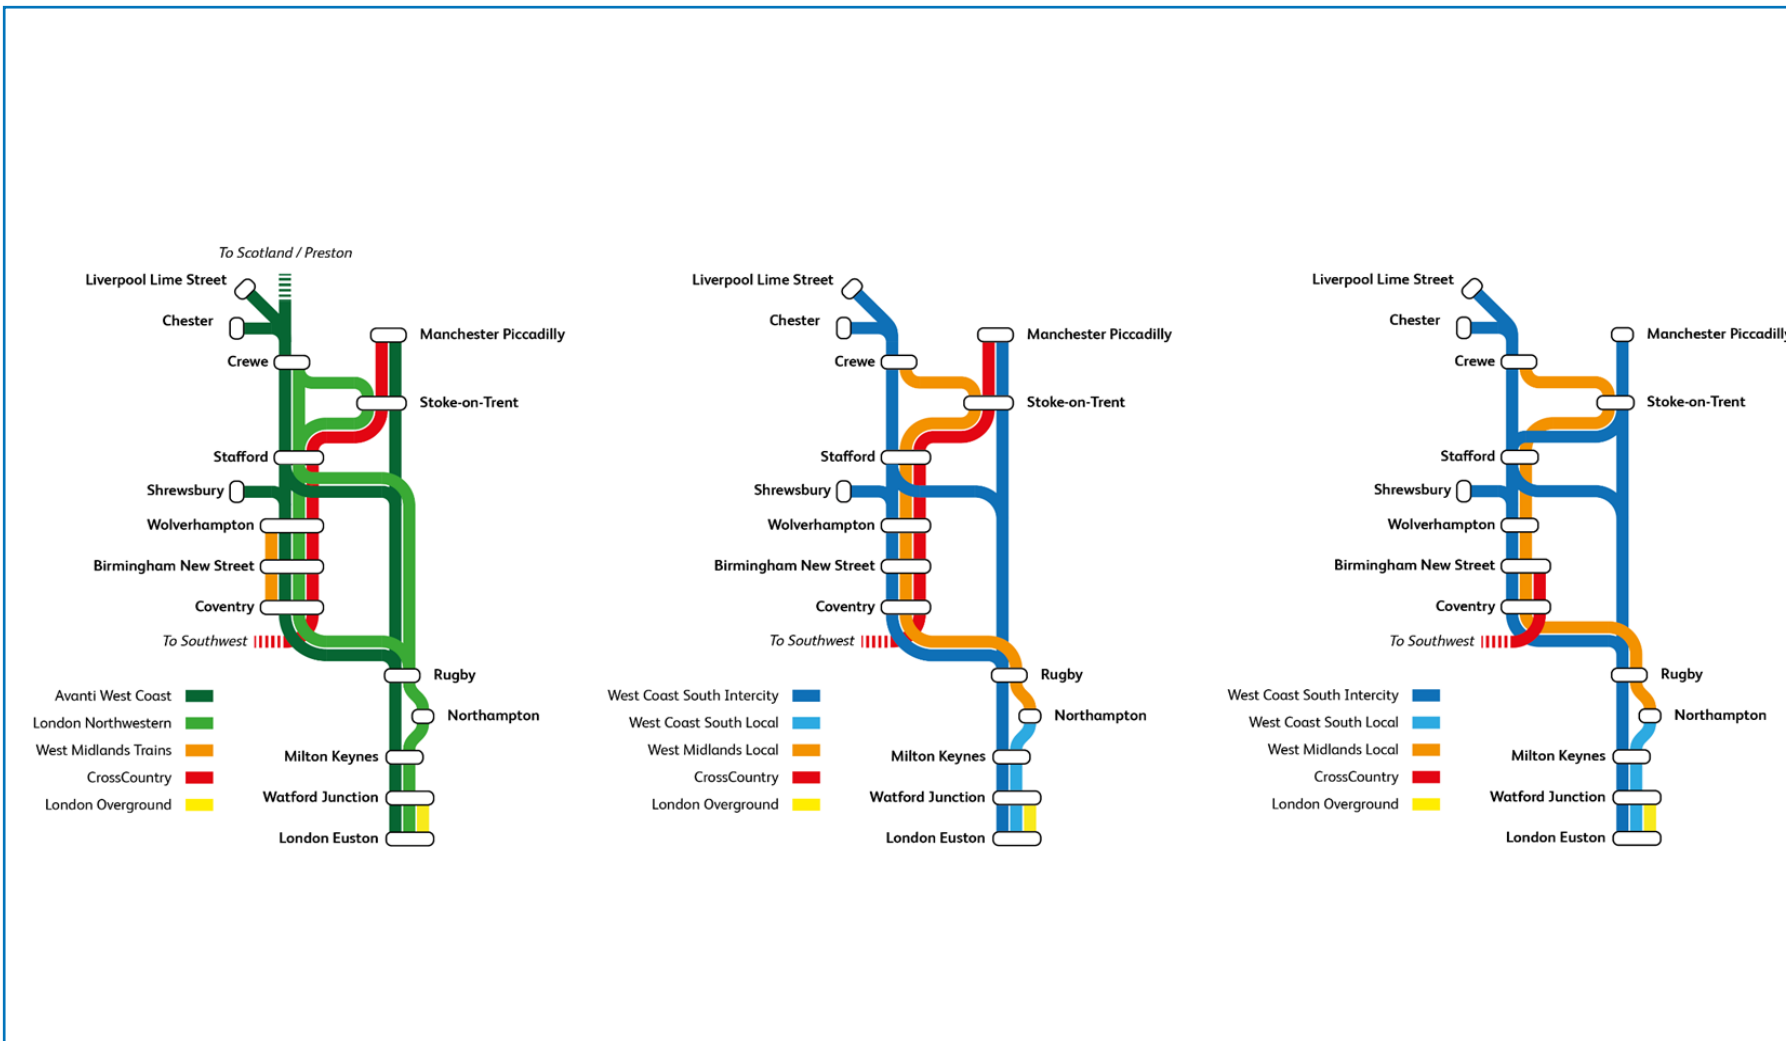 To Scotland / Preston
Liverpool Lime Street
Chester
Manchester Piccadilly
Crewe
Stoke-on-Trent
Stafford
Shrewsbury
Wolverhampton
Birmingham New Street
Coventry
To Southwest
Rugby
Northampton
Milton Keynes
Watford Junction
London Euston
Avanti West Coast
London Northwestern
West Midlands Trains
CrossCountry
London Overground
Liverpool Lime Street
Chester
Manchester Piccadilly
Crewe
Stoke-on-Trent
Stafford
Shrewsbury
Wolverhampton
Birmingham New Street
Coventry
To Southwest
Rugby
Northampton
Milton Keynes
Watford Junction
London Euston
West Coast South Intercity
West Coast South Local
West Midlands Local
CrossCountry
London Overground
Liverpool Lime Street
Chester
Manchester Piccadilly
Crewe
Stoke-on-Trent
Stafford
Shrewsbury
Wolverhampton
Birmingham New Street
Coventry
To Southwest
Rugby
Northampton
Milton Keynes
Watford Junction
London Euston
West Coast South Intercity
West Coast South Local
West Midlands Local
CrossCountry
London Overground